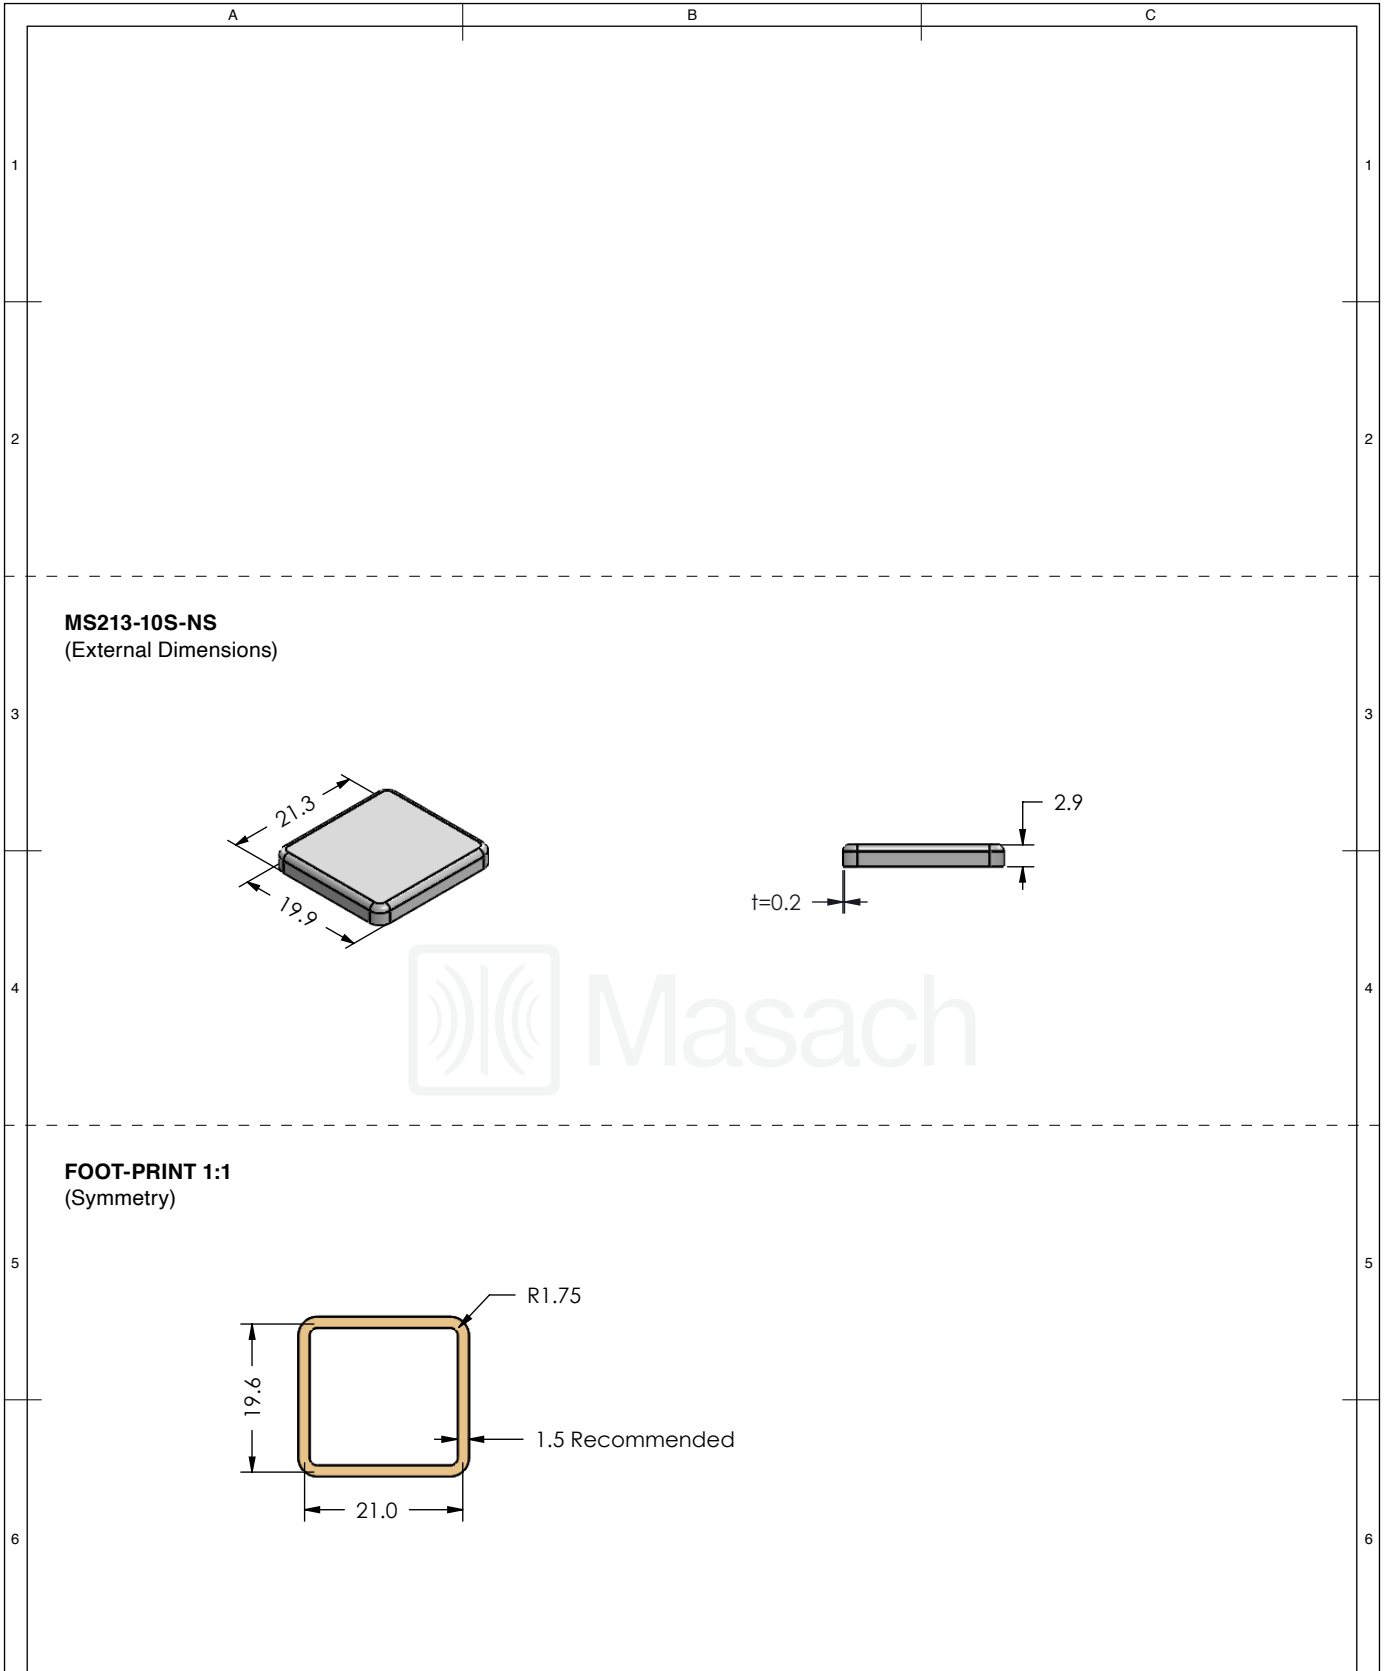 A B C
1 1
2 2
MS213-10S-NS
(External Dimensions)
3 3
21.3
2.9
19.9
t=0.2
4 4
Masach
FOOT-PRINT 1:1
(Symmetry)
5 5
R1.75
19.6
1.5 Recommended
21.0
6 6